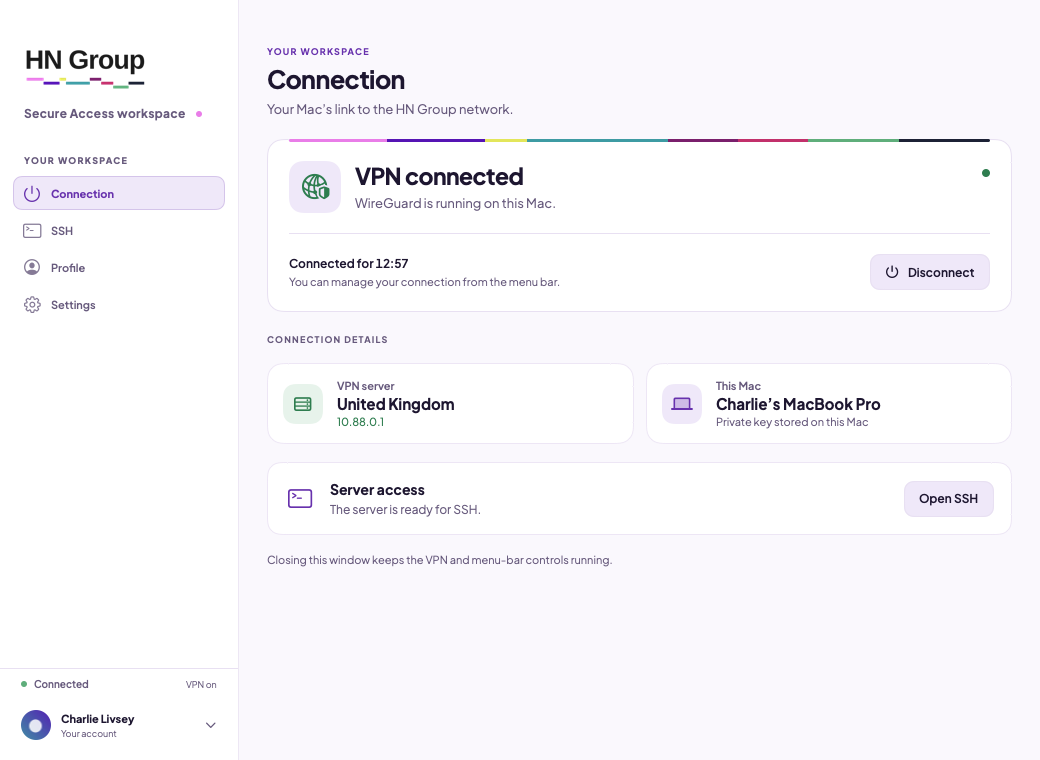 HN Group
Secure Access workspace
YOUR WORKSPACE
Connection
SSH
Profile
Settings
Connected
VPN on
Charlie Livsey
Your account
YOUR WORKSPACE
Connection
Your Mac's link to the HN Group network.
VPN connected
WireGuard is running on this Mac.
Connected for 12:57
You can manage your connection from the menu bar.
Disconnect
CONNECTION DETAILS
VPN server
United Kingdom
10.88.0.1
This Mac
Charlie’s MacBook Pro
Private key stored on this Mac
Server access
The server is ready for SSH.
Open SSH
Closing this window keeps the VPN and menu-bar controls running.